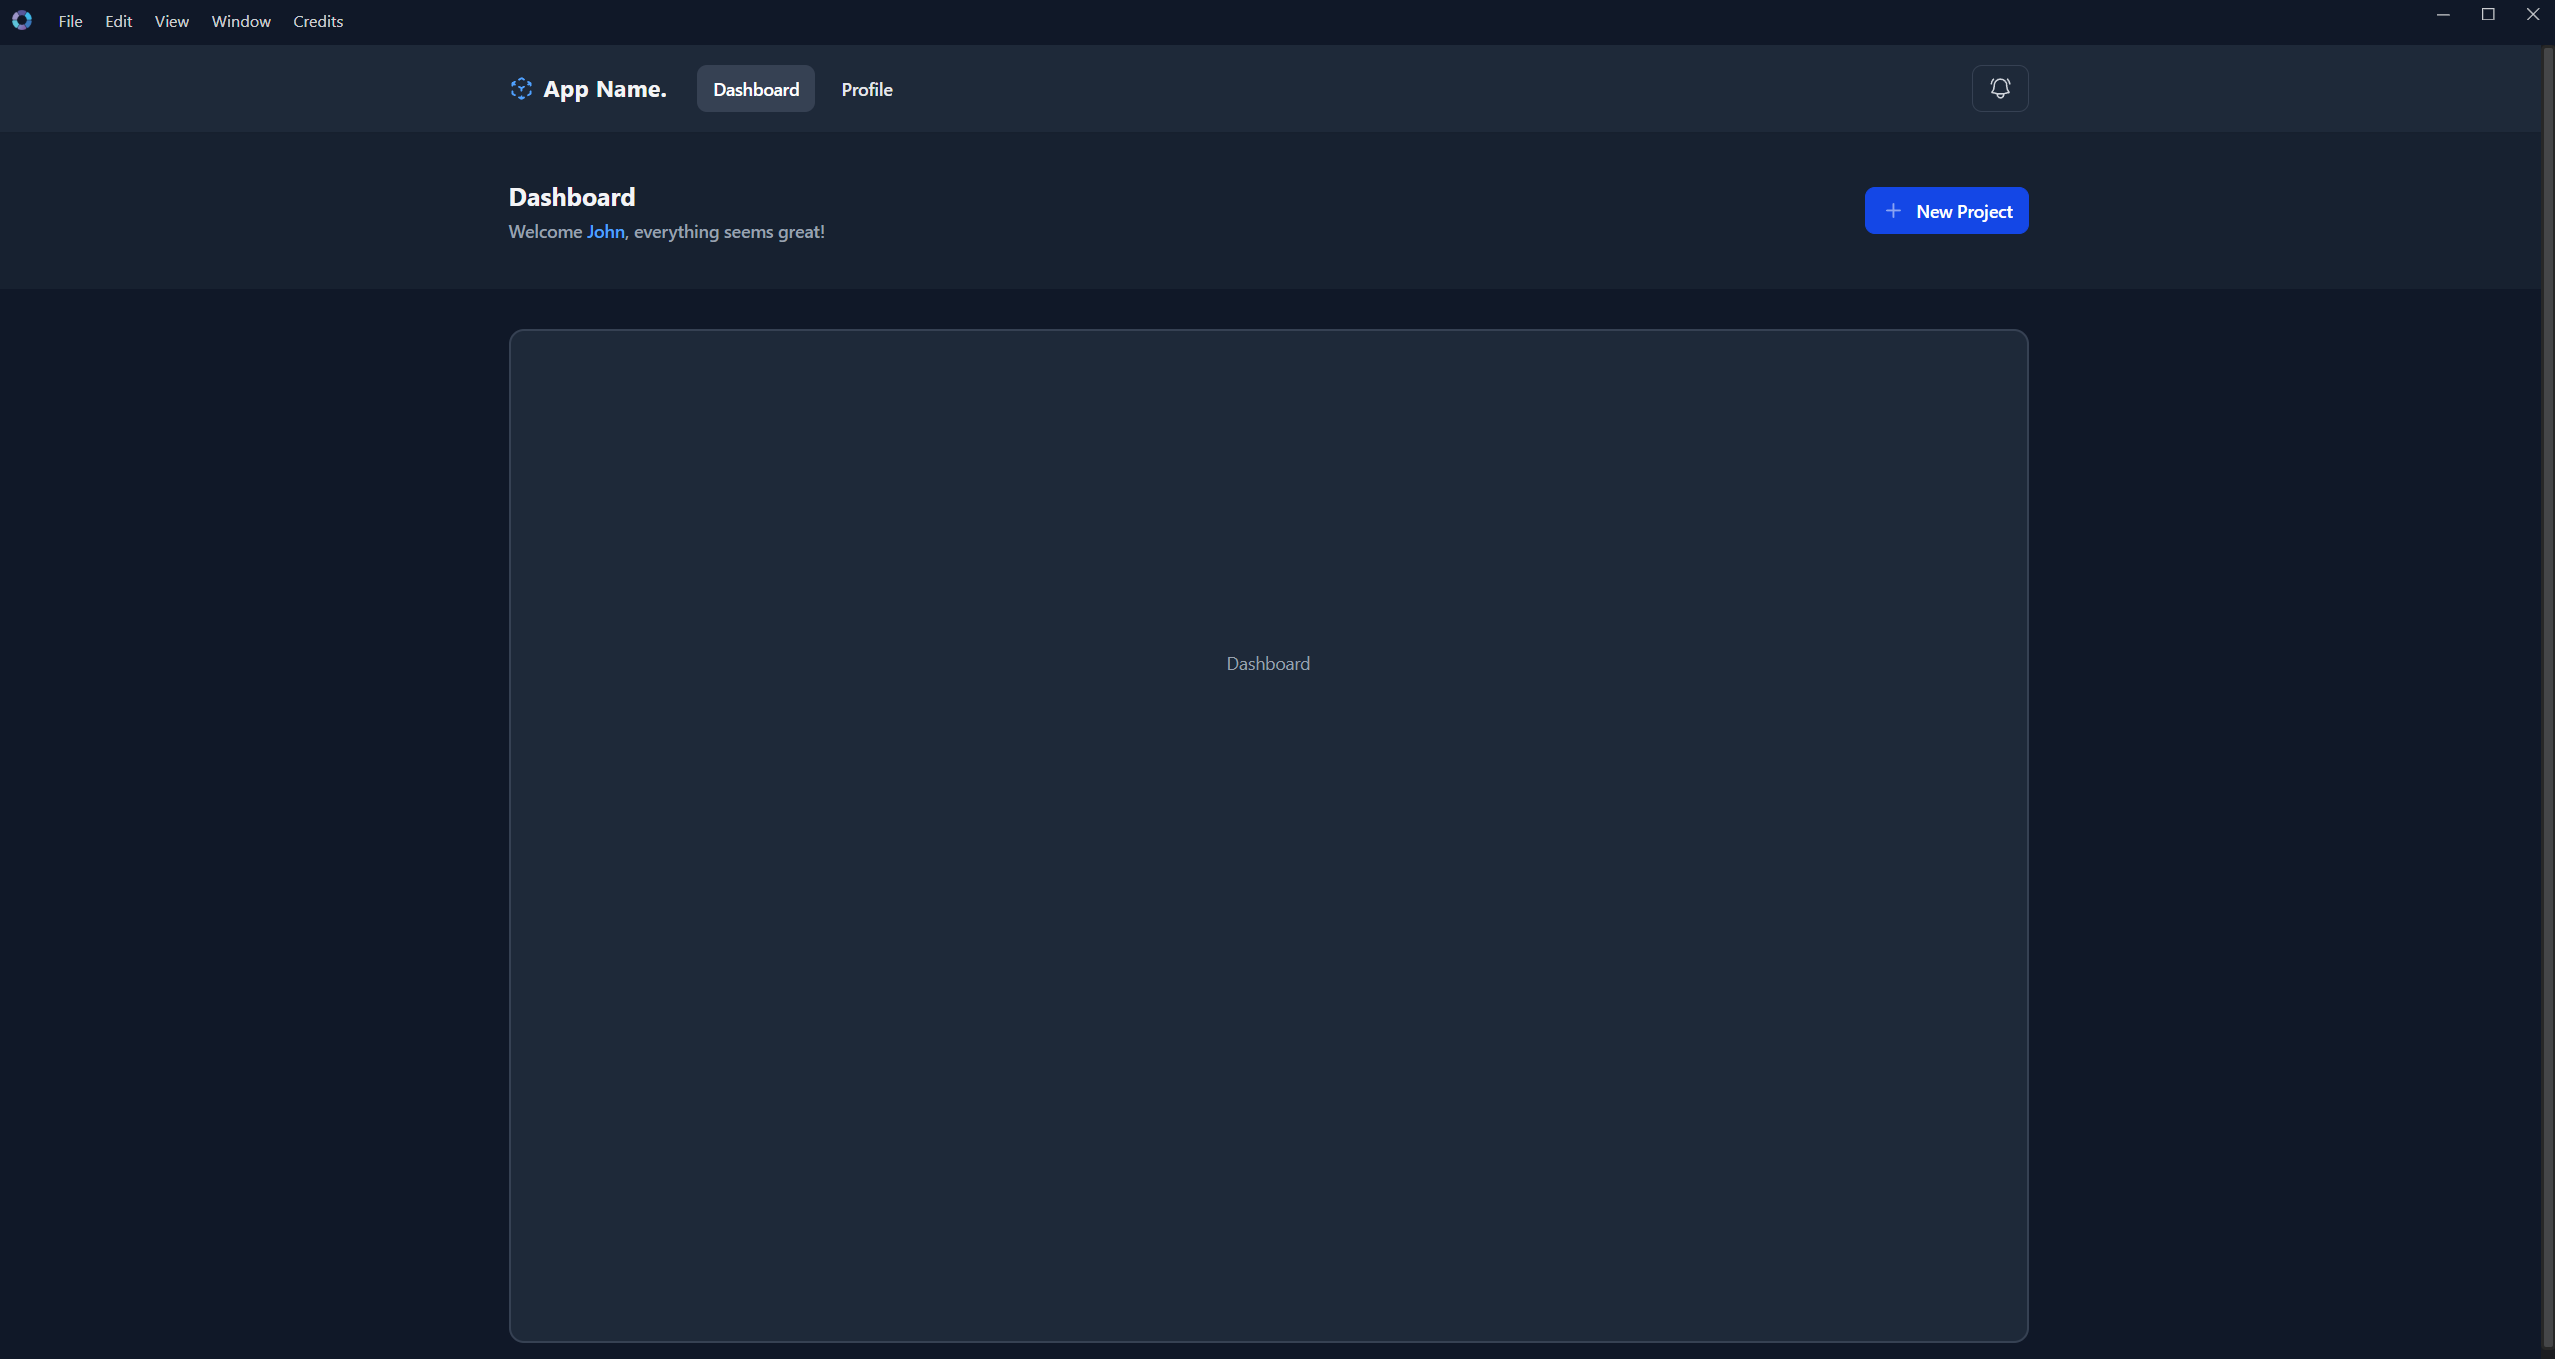 File Edit View Window Credits
App Name. Dashboard Profile
Dashboard
Welcome John, everything seems great!
New Project
Dashboard